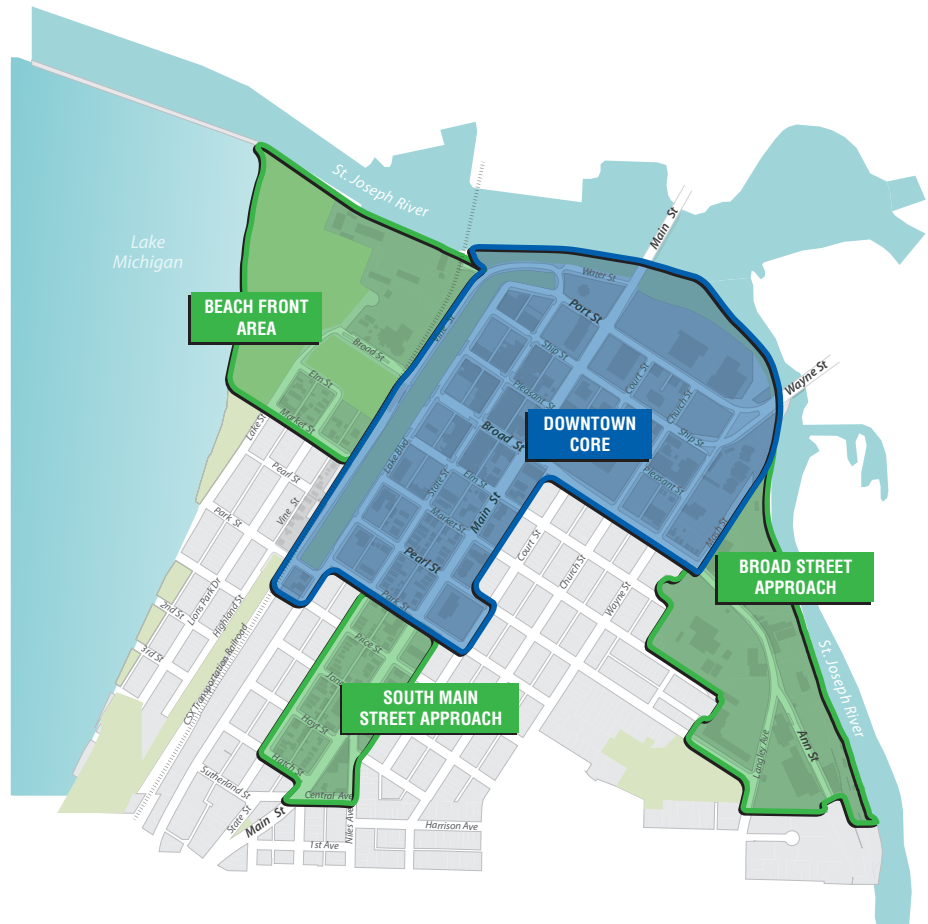 St. Joseph River
Main St
Lake
Michigan
Water St
BEACH FRONT
AREA
Port St
Vine St
Broad St
Ship St
Wayne St
Elm St
Pleasant St
Court St
Church St
Market St
DOWNTOWN
CORE
Lake St
Broad St
Ship St
Lake Blvd
State St
Elm St
Pleasant St
Pearl St
Vine St
Market St
Main St
Park St
Court St
Pearl St
Church St
BROAD STREET
APPROACH
Wayne St
Park St
2nd St
Lions Park Dr
Highland St
Price St
3rd St
CSX Transportation Railroad
SOUTH MAIN
STREET APPROACH
St. Joseph River
Hoyt St
Langley Ave
Ann St
Hatch St
Sutherland St
Central Ave
State St
Main St
Niles Ave
Harrison Ave
1st Ave